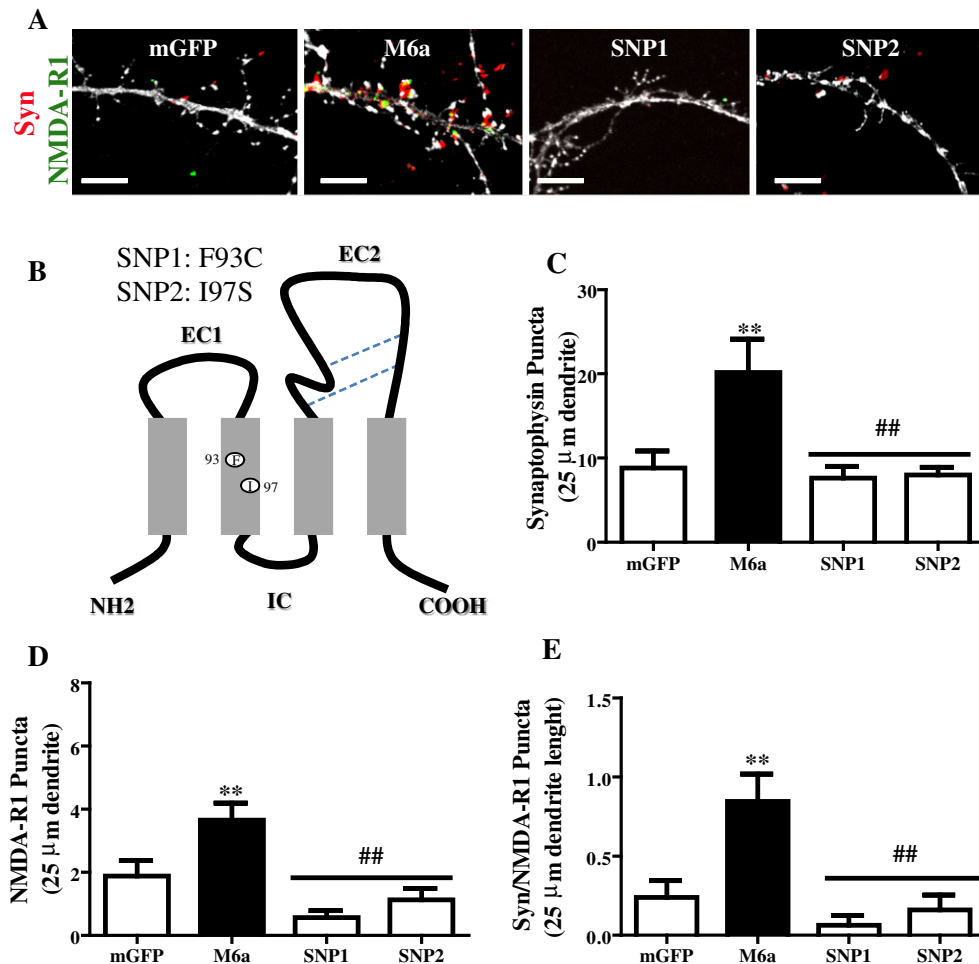 A
mGFP
M6a
SNP1
SNP2
Syn
NMDA-R1
B
SNP1: F93C
SNP2: I97S
EC1
EC2
93
F
I
97
NH2
IC
COOH
C
Synaptophysin Puncta
(25 μm dendrite)
30
20
10
0
**
##
mGFP
M6a
SNP1
SNP2
D
NMDA-R1 Puncta
(25 μm dendrite)
8
6
4
2
0
**
##
mGFP
M6a
SNP1
SNP2
E
Syn/NMDA-R1 Puncta
(25 μm dendrite lenght)
1.5
1.0
0.5
0.0
**
##
mGFP
M6a
SNP1
SNP2